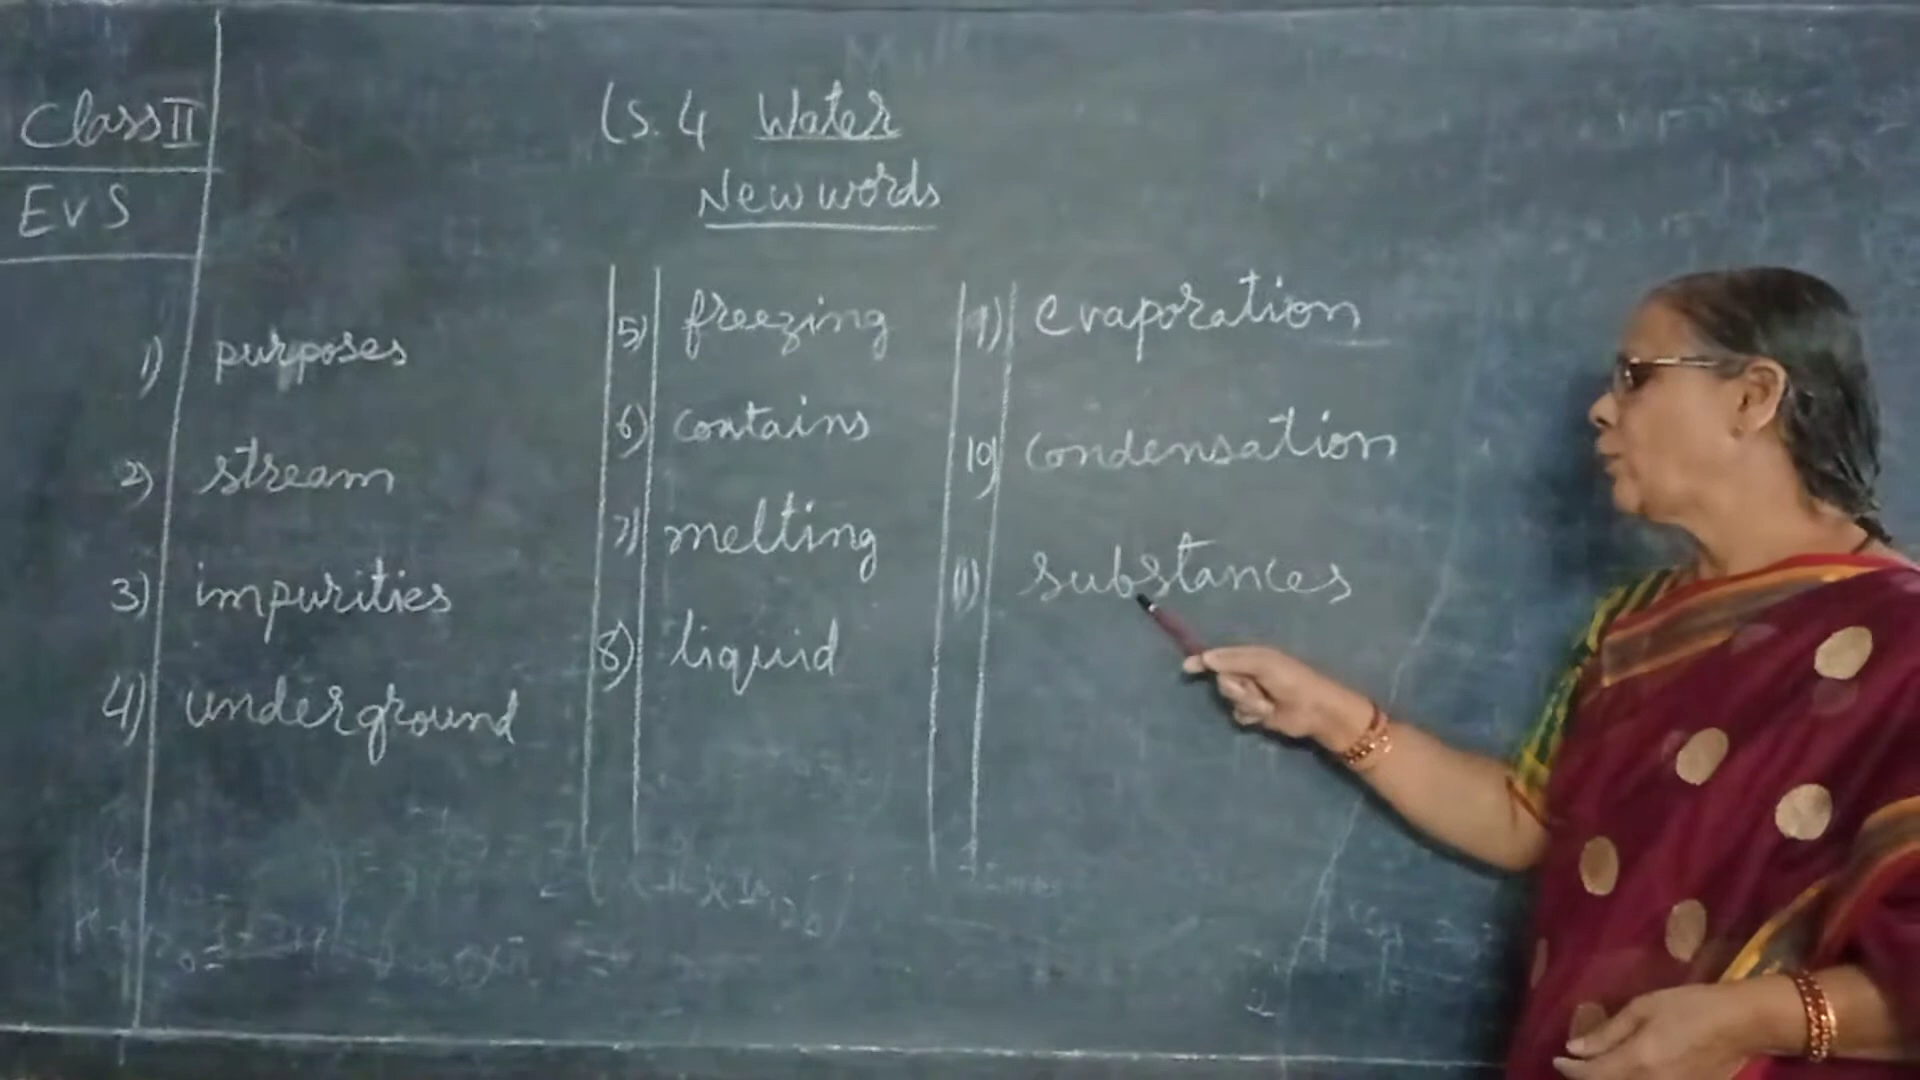 Class II
EVS
Ls. 4 Water
New words
1) purposes
2) stream
3) impurities
4) underground
5) freezing
6) contains
7) melting
8) liquid
9) evaporation
10) condensation
11) substances